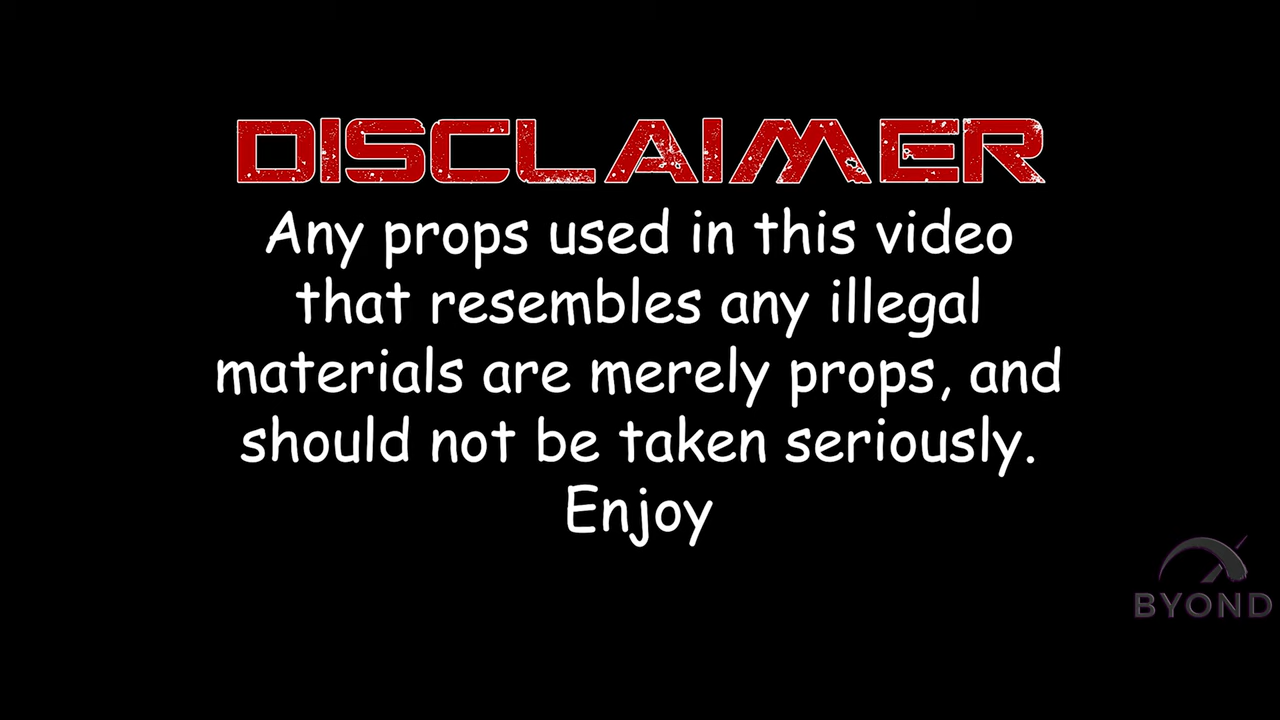 DISCLAIMER
Any props used in this video
that resembles any illegal
materials are merely props, and
should not be taken seriously.
Enjoy
BYOND